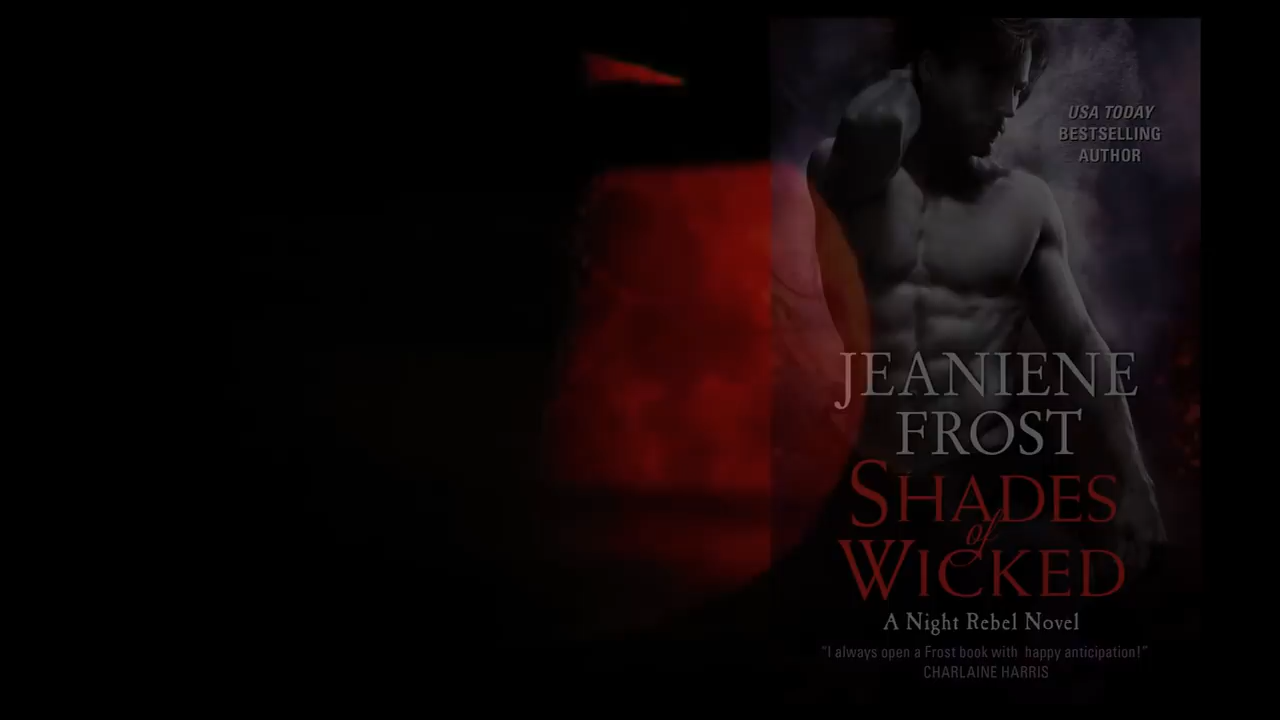 USA TODAY
BESTSELLING
AUTHOR
JEANIENE
FROST
SHADES
of
WICKED
A Night Rebel Novel
"I always open a Frost book with happy anticipation!"
CHARLAINE HARRIS